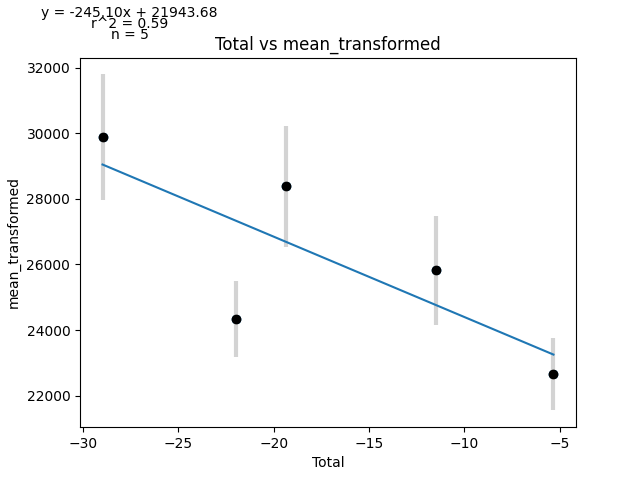 y = -245.10x + 21943.68
r^2 = 0.59
n = 5
Total vs mean_transformed
32000
30000
28000
26000
24000
22000
mean_transformed
−30
−25
−20
−15
−10
−5
Total